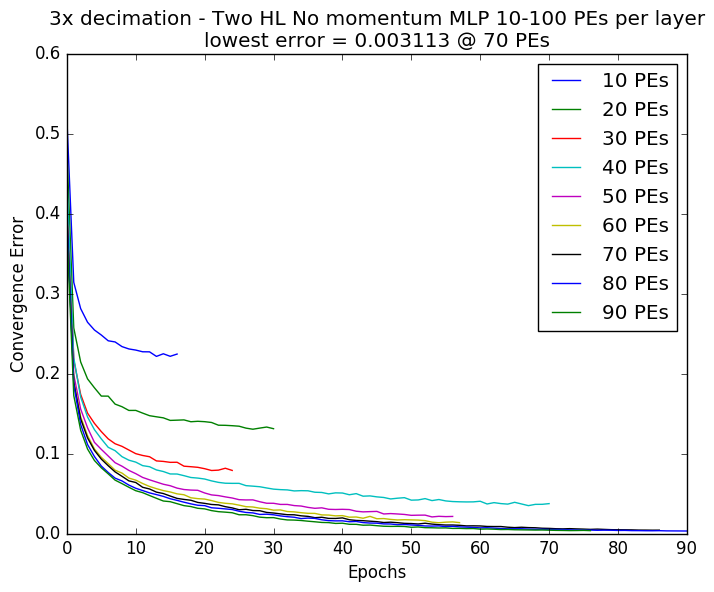 3x decimation - Two HL No momentum MLP 10-100 PEs per layer
lowest error = 0.003113 @ 70 PEs
0.6
0.5
0.4
0.3
0.2
0.1
0.0
Convergence Error
10 PEs
20 PEs
30 PEs
40 PEs
50 PEs
60 PEs
70 PEs
80 PEs
90 PEs
0 10 20 30 40 50 60 70 80 90
Epochs